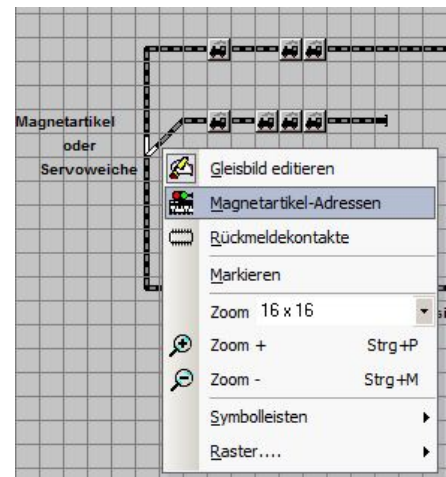 Magnetartikel
oder
Servoweiche
Gleisbild editieren
Magnetartikel-Adressen
Rückmeldekontakte
Markieren
Zoom 16 x 16
Zoom + Strg+P
Zoom - Strg+M
Symbolleisten
Raster....